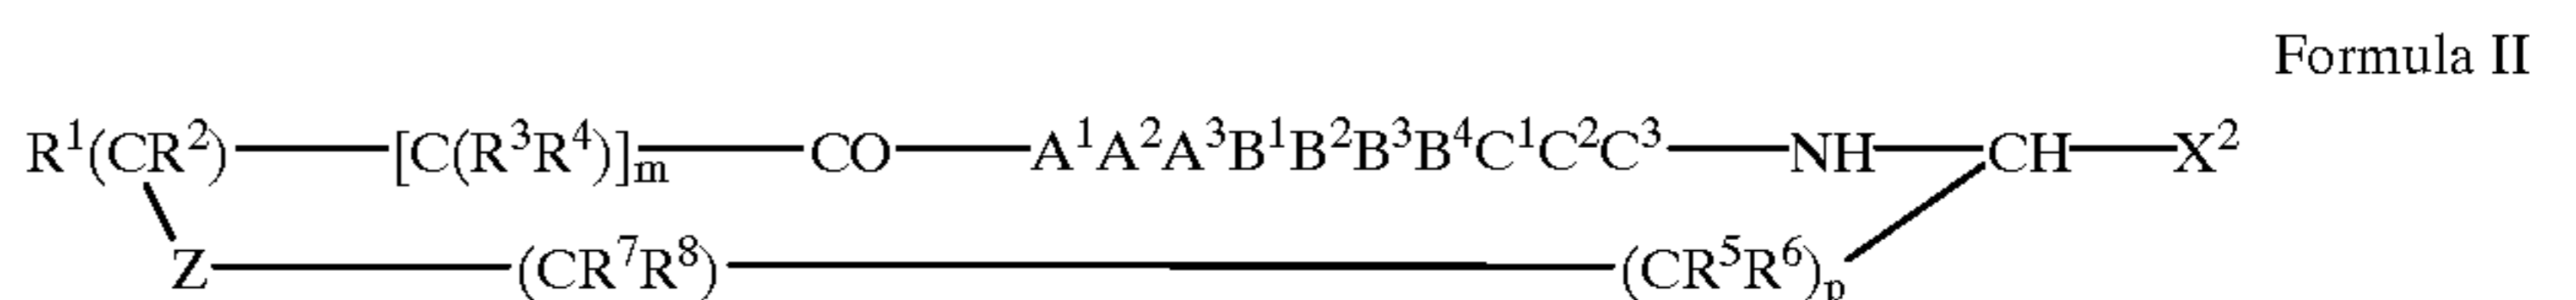 Formula II
R¹(CR²)—[C(R³R⁴)]ₘ—CO—A¹A²A³B¹B²B³B⁴C¹C²C³—NH—CH—X²
Z—(CR⁷R⁸)—(CR⁵R⁶)ₚ